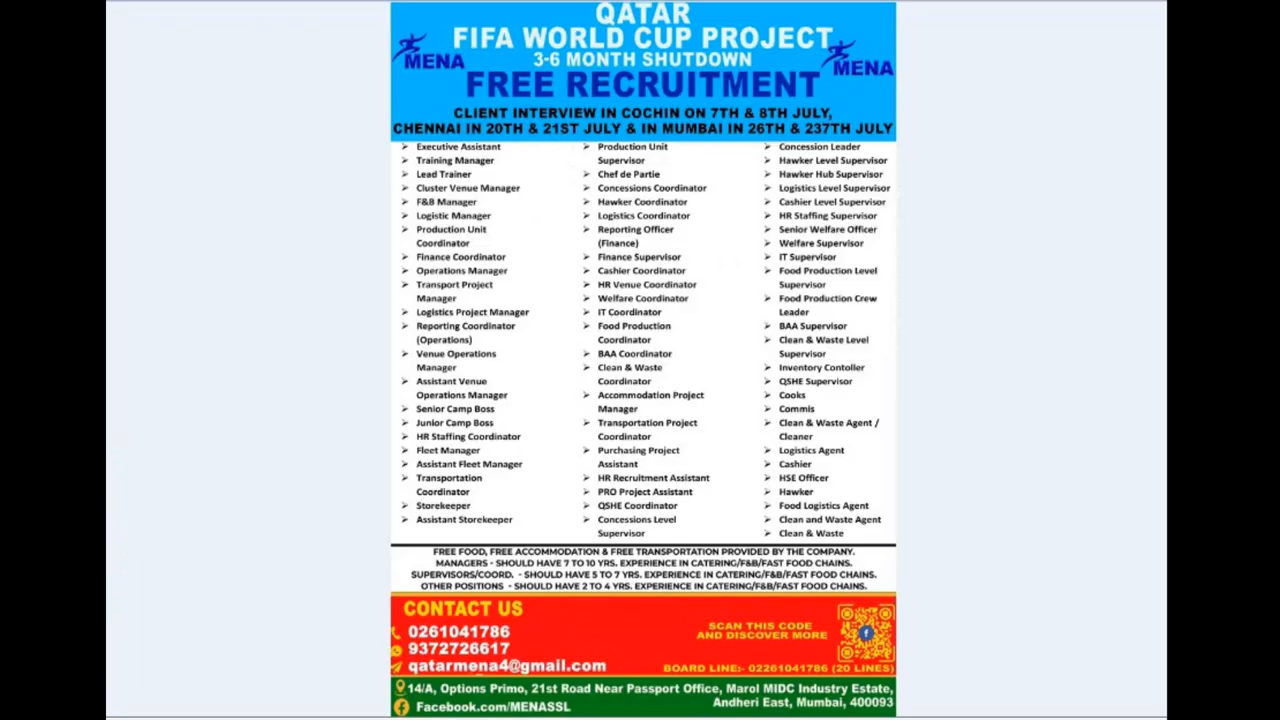 QATAR
FIFA WORLD CUP PROJECT
3-6 MONTH SHUTDOWN
MENA
MENA
FREE RECRUITMENT
CLIENT INTERVIEW IN COCHIN ON 7TH & 8TH JULY,
CHENNAI IN 20TH & 21ST JULY & IN MUMBAI IN 26TH & 237TH JULY
Executive Assistant
Training Manager
Lead Trainer
Cluster Venue Manager
F&B Manager
Logistic Manager
Production Unit
Coordinator
Finance Coordinator
Operations Manager
Transport Project
Manager
Logistics Project Manager
Reporting Coordinator
(Operations)
Venue Operations
Manager
Assistant Venue
Operations Manager
Senior Camp Boss
Junior Camp Boss
HR Staffing Coordinator
Fleet Manager
Assistant Fleet Manager
Transportation
Coordinator
Storekeeper
Assistant Storekeeper
Production Unit
Supervisor
Chef de Partie
Concessions Coordinator
Hawker Coordinator
Logistics Coordinator
Reporting Officer
(Finance)
Finance Supervisor
Cashier Coordinator
HR Venue Coordinator
Welfare Coordinator
IT Coordinator
Food Production
Coordinator
BAA Coordinator
Clean & Waste
Coordinator
Accommodation Project
Manager
Transportation Project
Coordinator
Purchasing Project
Assistant
HR Recruitment Assistant
PRO Project Assistant
QSHE Coordinator
Concessions Level
Supervisor
Concession Leader
Hawker Level Supervisor
Hawker Hub Supervisor
Logistics Level Supervisor
Cashier Level Supervisor
HR Staffing Supervisor
Senior Welfare Officer
Welfare Supervisor
IT Supervisor
Food Production Level
Supervisor
Food Production Crew
Leader
BAA Supervisor
Clean & Waste Level
Supervisor
Inventory Contoller
QSHE Supervisor
Cooks
Commis
Clean & Waste Agent /
Cleaner
Logistics Agent
Cashier
HSE Officer
Hawker
Food Logistics Agent
Clean and Waste Agent
Clean & Waste
FREE FOOD, FREE ACCOMMODATION & FREE TRANSPORTATION PROVIDED BY THE COMPANY.
MANAGERS - SHOULD HAVE 7 TO 10 YRS. EXPERIENCE IN CATERING/F&B/FAST FOOD CHAINS.
SUPERVISORS/COORD. - SHOULD HAVE 5 TO 7 YRS. EXPERIENCE IN CATERING/F&B/FAST FOOD CHAINS.
OTHER POSITIONS - SHOULD HAVE 2 TO 4 YRS. EXPERIENCE IN CATERING/F&B/FAST FOOD CHAINS.
CONTACT US
0261041786
9372726617
qatarmena4@gmail.com
SCAN THIS CODE
AND DISCOVER MORE
BOARD LINE:- 02261041786 (20 LINES)
14/A, Options Primo, 21st Road Near Passport Office, Marol MIDC Industry Estate,
Andheri East, Mumbai, 400093
Facebook.com/MENASSL